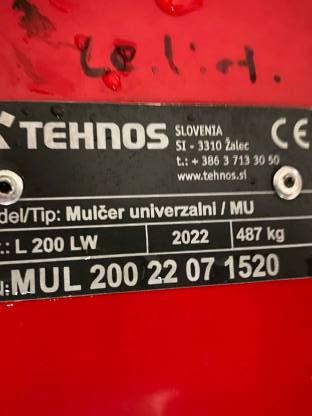 TEHNOS
SLOVENIA
SI - 3310 Žalec
t.: + 386 3 713 30 50
www.tehnos.si
CE
del/Tip: Mulčer univerzalni / MU
.: L 200 LW 2022 487 kg
MUL 200 22 07 1520